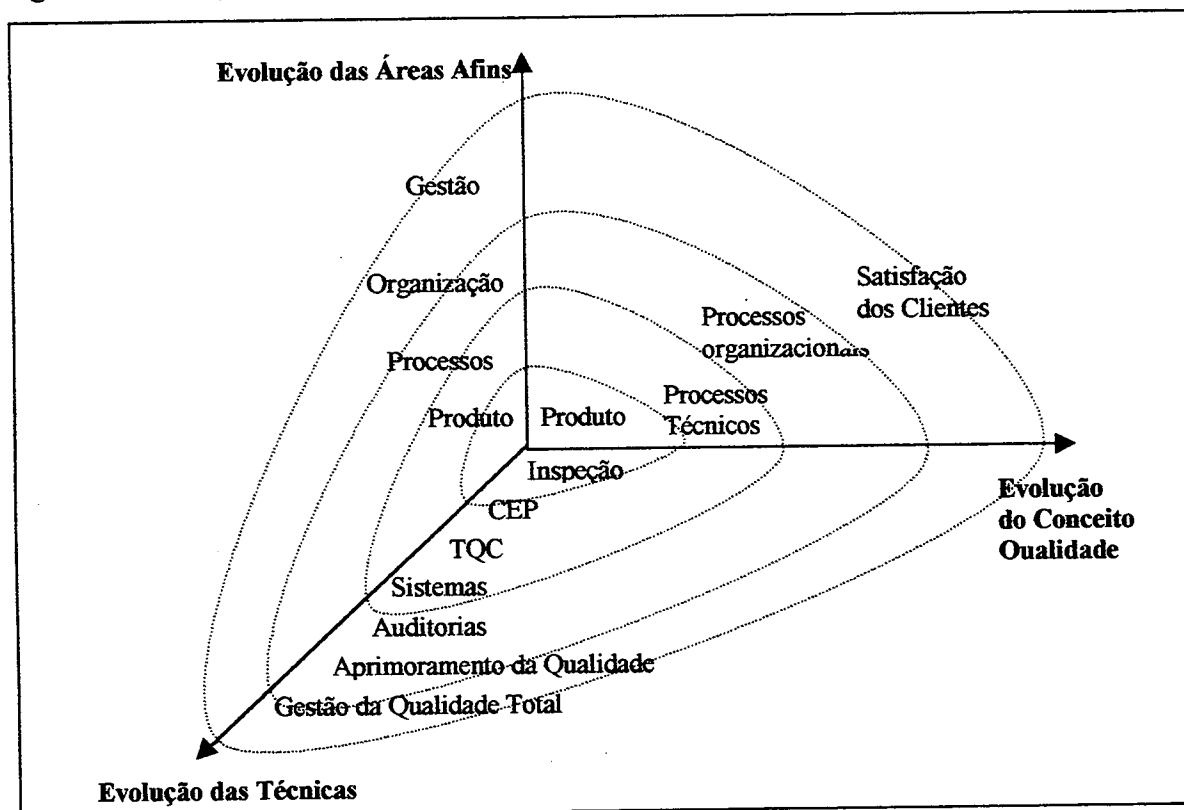 Evolução das Áreas Afins
Gestão
Organização
Processos
Produto
Satisfação
dos Clientes
Processos
organizacionais
Processos
Técnicos
Produto
Inspeção
CEP
TQC
Sistemas
Auditorias
Aprimoramento da Qualidade
Gestão da Qualidade Total
Evolução
do Conceito
Qualidade
Evolução das Técnicas